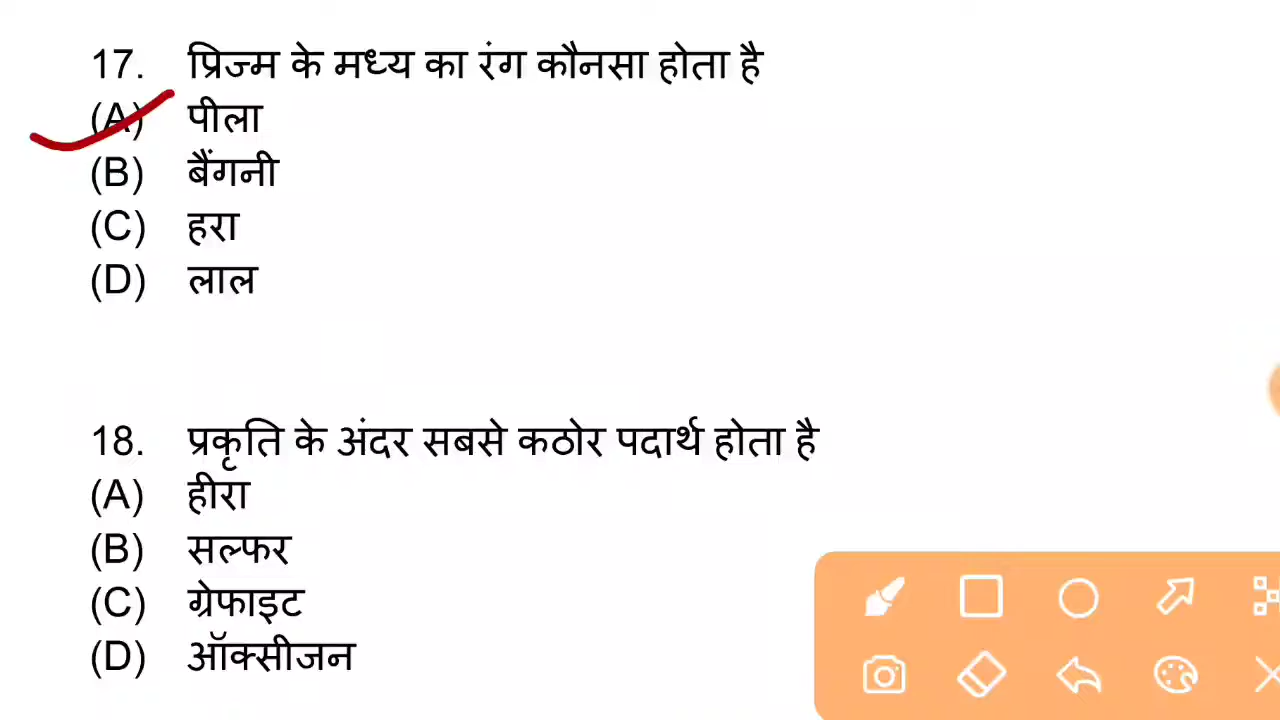 17. प्रिज्म के मध्य का रंग कौनसा होता है
(A) पीला
(B) बैंगनी
(C) हरा
(D) लाल
18. प्रकृति के अंदर सबसे कठोर पदार्थ होता है
(A) हीरा
(B) सल्फर
(C) ग्रेफाइट
(D) ऑक्सीजन